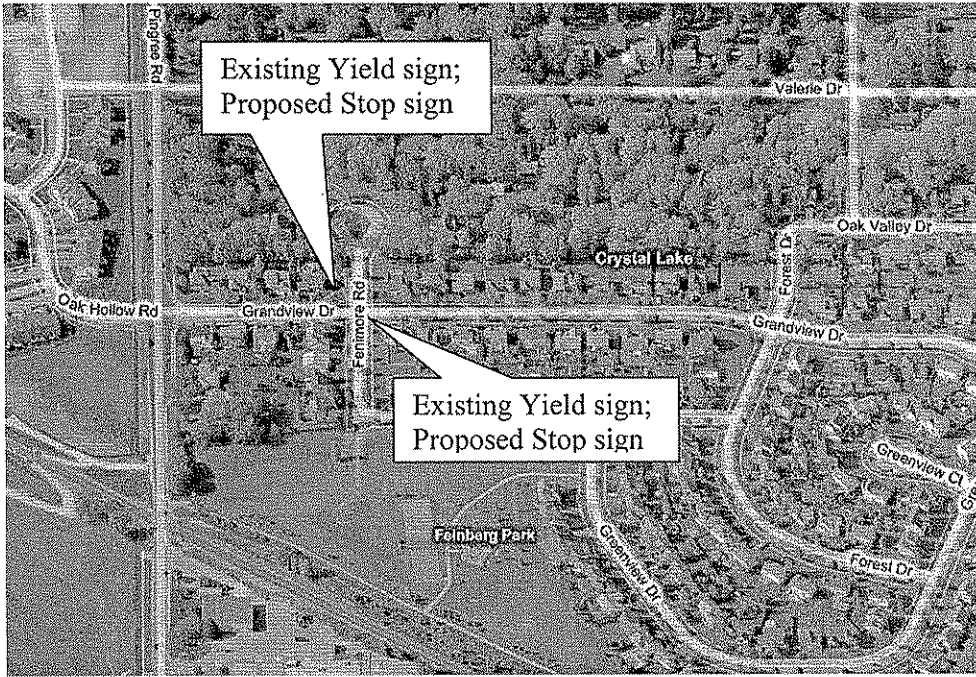 Pingree Rd
Existing Yield sign;
Proposed Stop sign
Valerie Dr
Oak Valley Dr
Forest Dr
Crystal Lake
Oak Hollow Rd
Grandview Dr
Fenimore Rd
Grandview Dr
Existing Yield sign;
Proposed Stop sign
Greenview Ct
Feinberg Park
Greenview Dr
Forest Dr
G